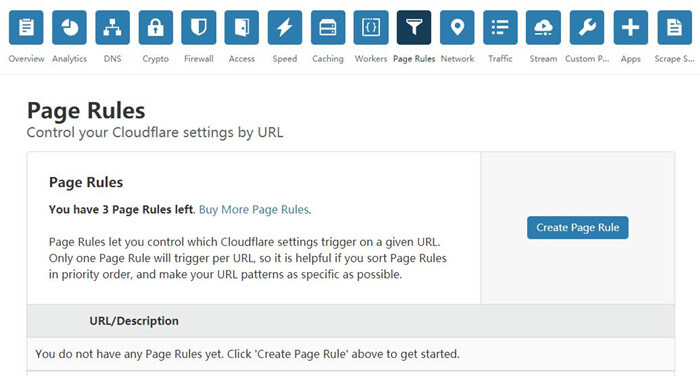 Overview Analytics DNS Crypto Firewall Access Speed Caching Workers Page Rules Network Traffic Stream Custom P... Apps Scrape S...
Page Rules
Control your Cloudflare settings by URL
Page Rules
You have 3 Page Rules left. Buy More Page Rules.
Create Page Rule
Page Rules let you control which Cloudflare settings trigger on a given URL.
Only one Page Rule will trigger per URL, so it is helpful if you sort Page Rules
in priority order, and make your URL patterns as specific as possible.
URL/Description
You do not have any Page Rules yet. Click 'Create Page Rule' above to get started.